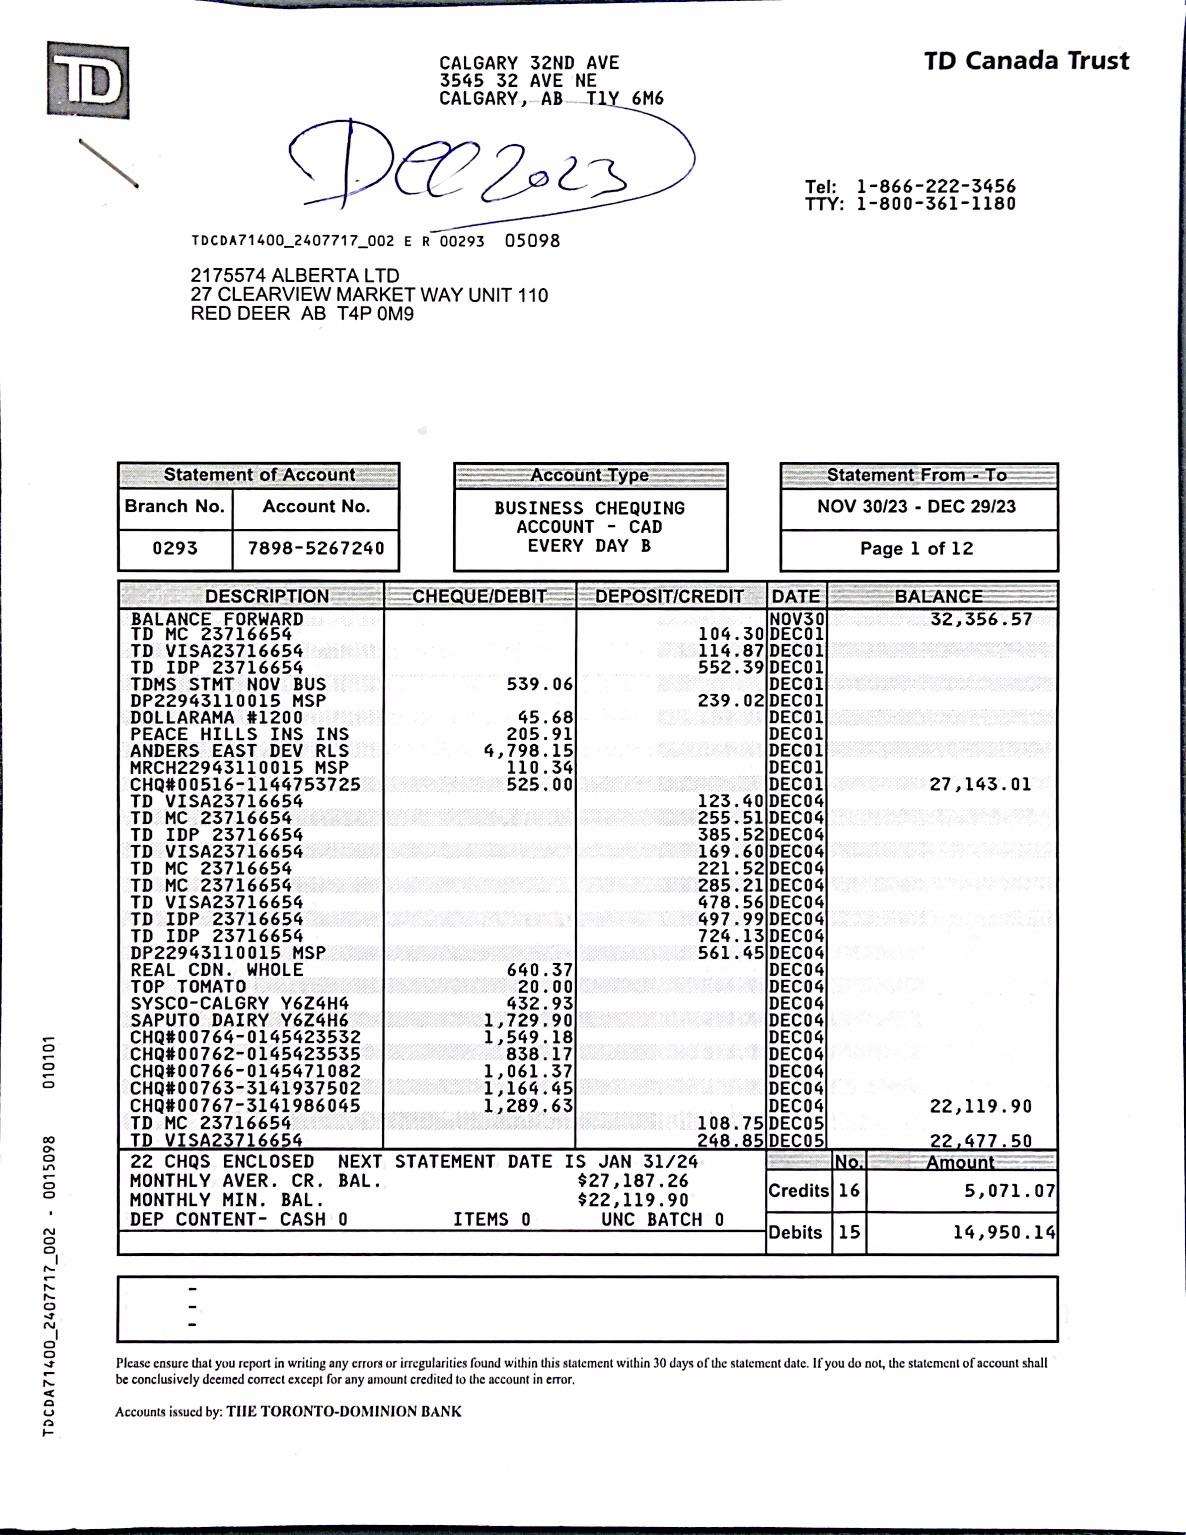 TD
CALGARY 32ND AVE
3545 32 AVE NE
CALGARY, AB T1Y 6M6
TD Canada Trust
Dec 2023
Tel: 1-866-222-3456
TTY: 1-800-361-1180
TDCDA71400_2407717_002 E R 00293 05098
2175574 ALBERTA LTD
27 CLEARVIEW MARKET WAY UNIT 110
RED DEER AB T4P 0M9
Statement of Account
Branch No. Account No.
0293 7898-5267240
Account Type
BUSINESS CHEQUING
ACCOUNT - CAD
EVERY DAY B
Statement From - To
NOV 30/23 - DEC 29/23
Page 1 of 12
DESCRIPTION CHEQUE/DEBIT DEPOSIT/CREDIT DATE BALANCE
BALANCE FORWARD NOV30 32,356.57
TD MC 23716654 104.30 DEC01
TD VISA23716654 114.87 DEC01
TD IDP 23716654 552.39 DEC01
TDMS STMT NOV BUS 539.06 DEC01
DP22943110015 MSP 239.02 DEC01
DOLLARAMA #1200 45.68 DEC01
PEACE HILLS INS INS 205.91 DEC01
ANDERS EAST DEV RLS 4,798.15 DEC01
MRCH22943110015 MSP 110.34 DEC01
CHQ#00516-1144753725 525.00 DEC01 27,143.01
TD VISA23716654 123.40 DEC04
TD MC 23716654 255.51 DEC04
TD IDP 23716654 385.52 DEC04
TD VISA23716654 169.60 DEC04
TD MC 23716654 221.52 DEC04
TD MC 23716654 285.21 DEC04
TD VISA23716654 478.56 DEC04
TD IDP 23716654 497.99 DEC04
TD IDP 23716654 724.13 DEC04
DP22943110015 MSP 561.45 DEC04
REAL CDN. WHOLE 640.37 DEC04
TOP TOMATO 20.00 DEC04
SYSCO-CALGRY Y6Z4H4 432.93 DEC04
SAPUTO DAIRY Y6Z4H6 1,729.90 DEC04
CHQ#00764-0145423532 1,549.18 DEC04
CHQ#00762-0145423535 838.17 DEC04
CHQ#00766-0145471082 1,061.37 DEC04
CHQ#00763-3141937502 1,164.45 DEC04
CHQ#00767-3141986045 1,289.63 DEC04 22,119.90
TD MC 23716654 108.75 DEC05
TD VISA23716654 248.85 DEC05 22,477.50
22 CHQS ENCLOSED NEXT STATEMENT DATE IS JAN 31/24
MONTHLY AVER. CR. BAL. $27,187.26
MONTHLY MIN. BAL. $22,119.90
DEP CONTENT- CASH 0 ITEMS 0 UNC BATCH 0
No. Amount
Credits 16 5,071.07
Debits 15 14,950.14
-
-
-
Please ensure that you report in writing any errors or irregularities found within this statement within 30 days of the statement date. If you do not, the statement of account shall
be conclusively deemed correct except for any amount credited to the account in error.
Accounts issued by: THE TORONTO-DOMINION BANK
TDCDA71400_2407717_002 - 0015098 010101